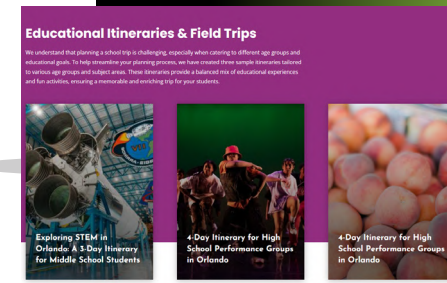 Educational Itineraries & Field Trips
We understand that planning a school trip is challenging, especially when catering to different age groups and
educational goals. To help streamline your planning process, we have created three sample itineraries tailored
to various age groups and subject areas. These itineraries provide a balanced mix of educational experiences
and fun activities, ensuring a memorable and enriching trip for your students.
Exploring STEM in
Orlando: A 3-Day Itinerary
for Middle School Students
4-Day Itinerary for High
School Performance Groups
in Orlando
4-Day Itinerary for High
School Performance Groups
in Orlando